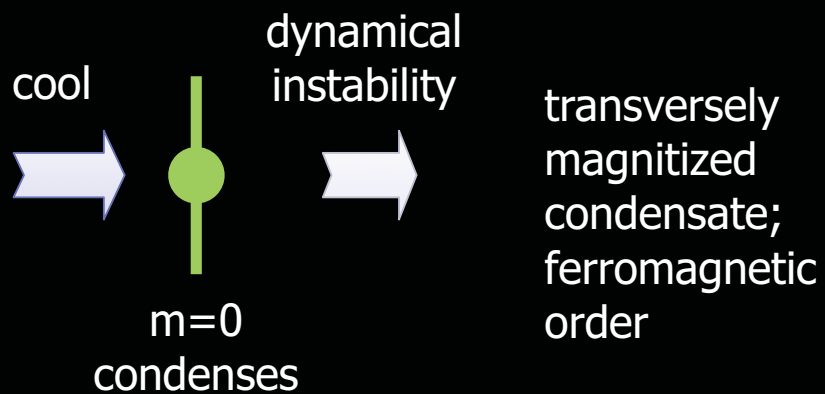 cool
dynamical
instability
transversely
magnitized
condensate;
ferromagnetic
order
m=0
condenses